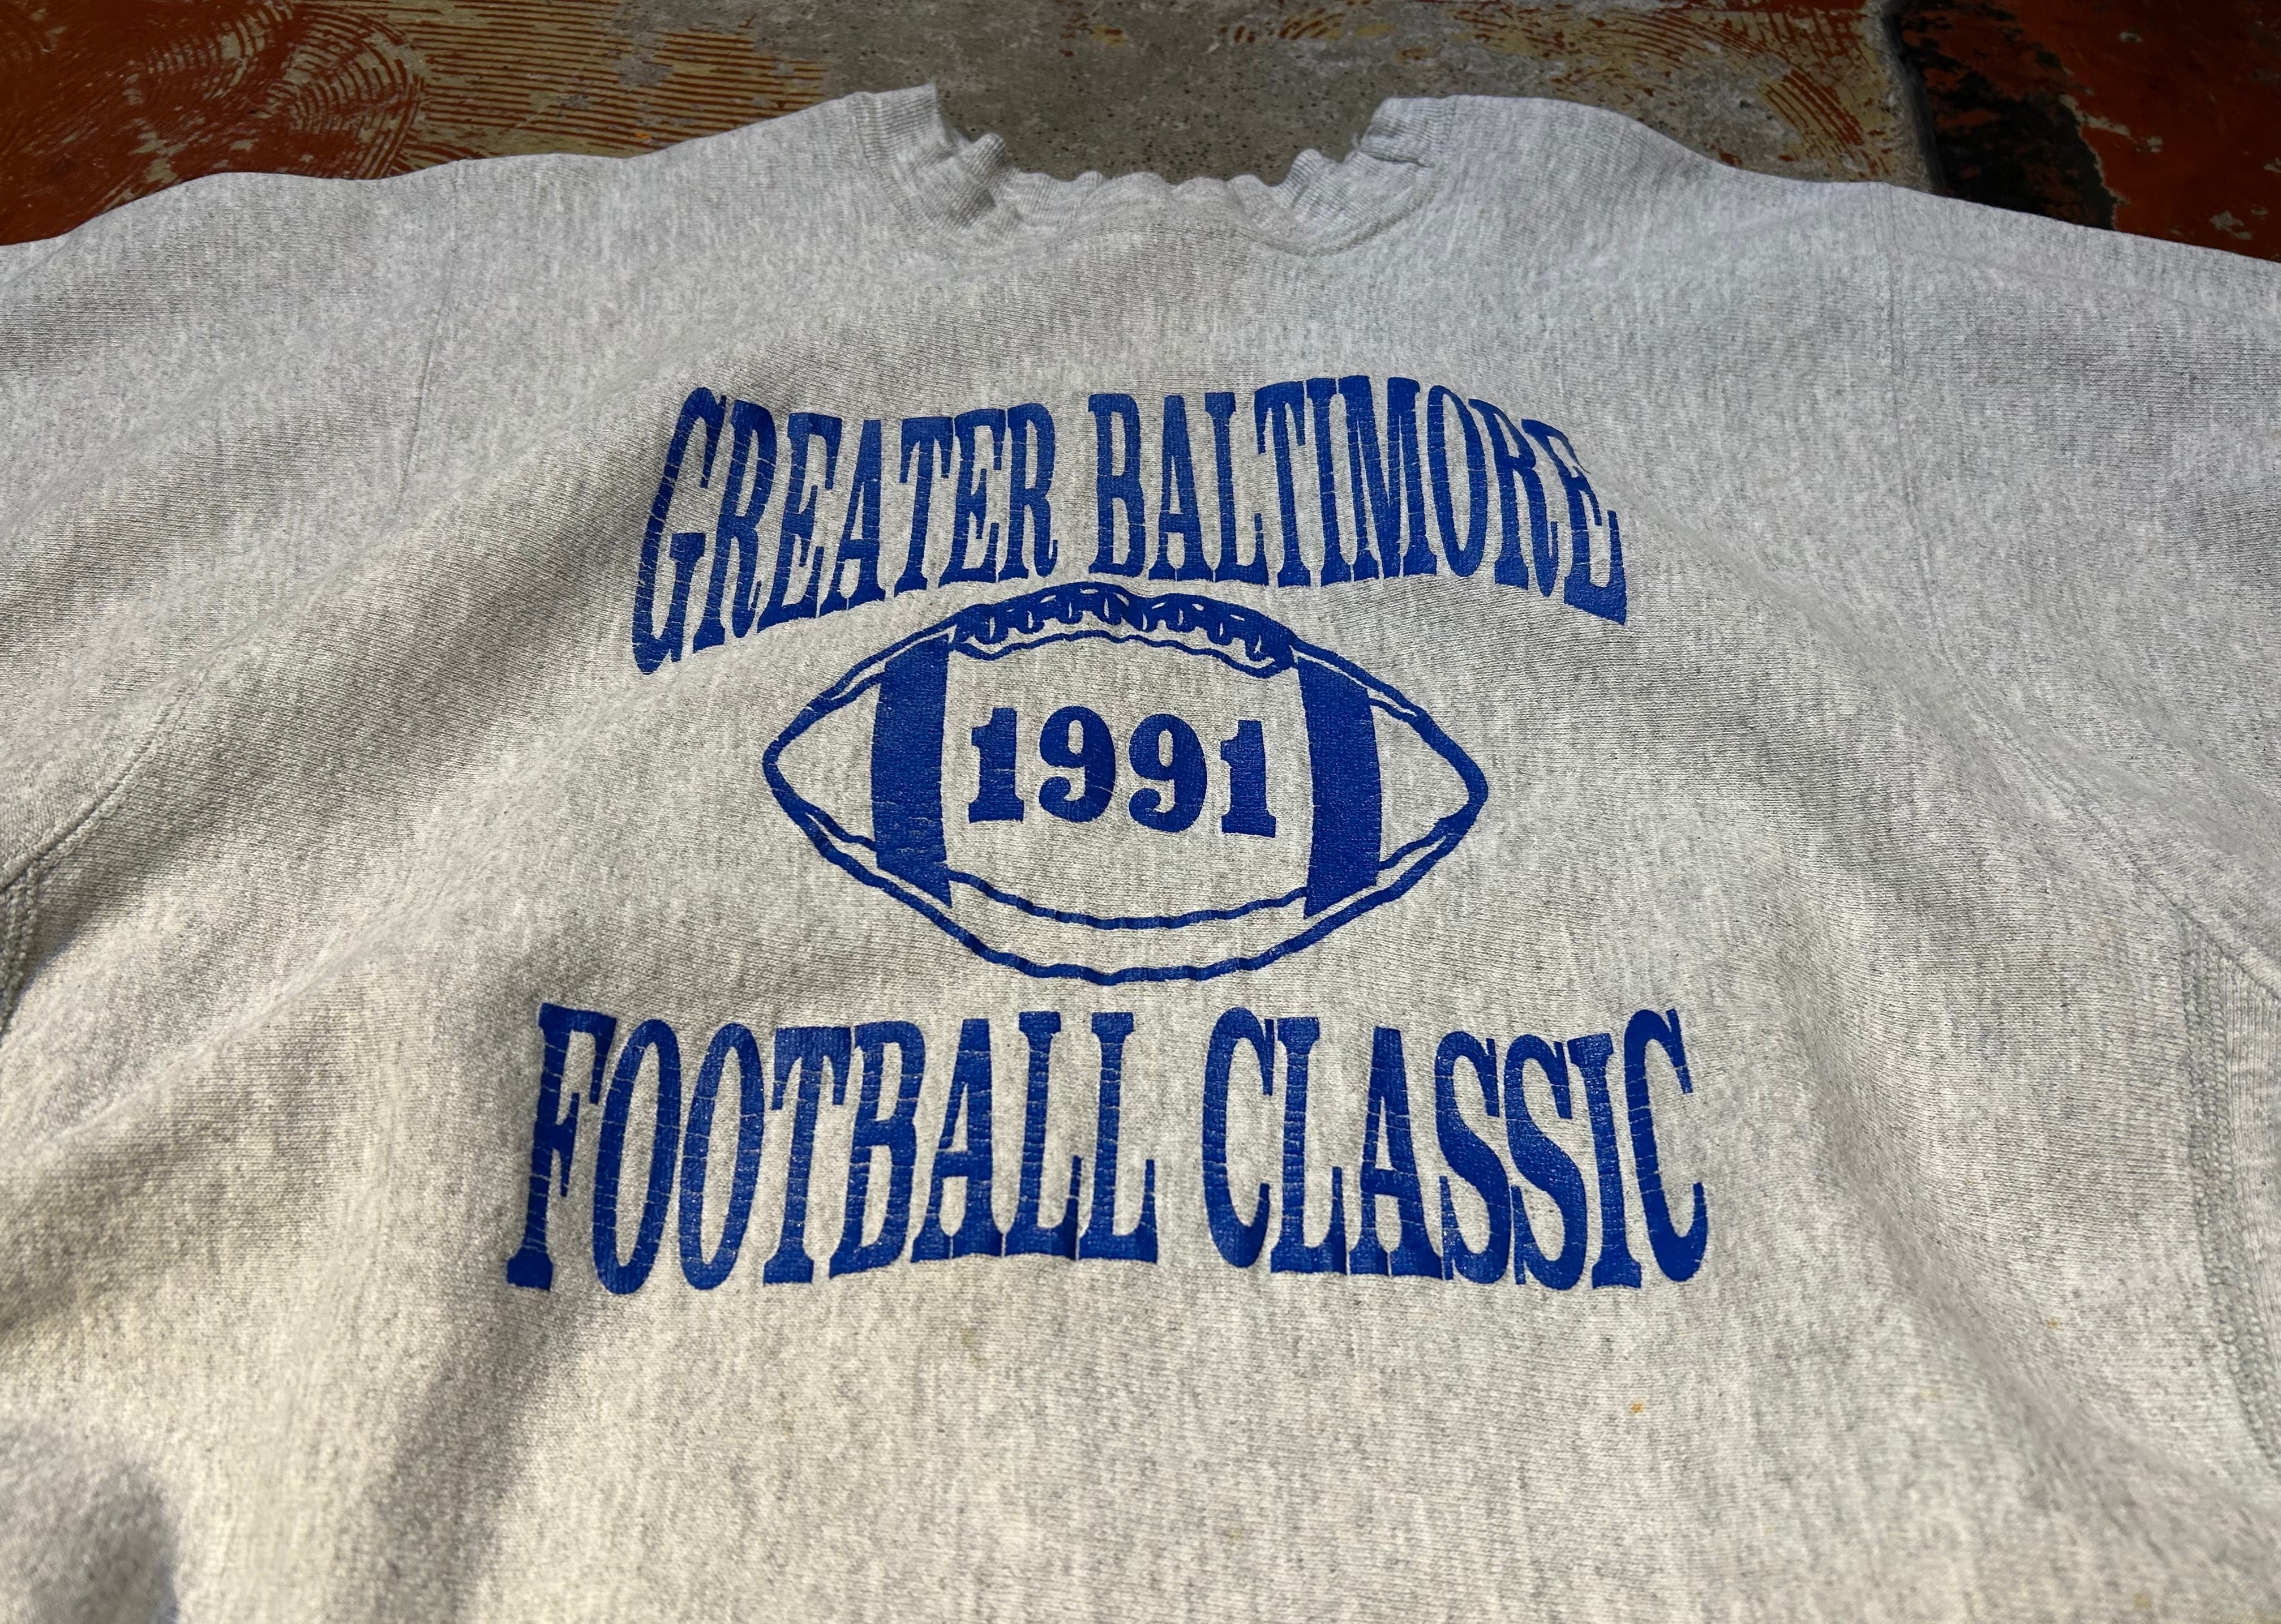 GREATER BALTIMORE
1991
FOOTBALL CLASSIC